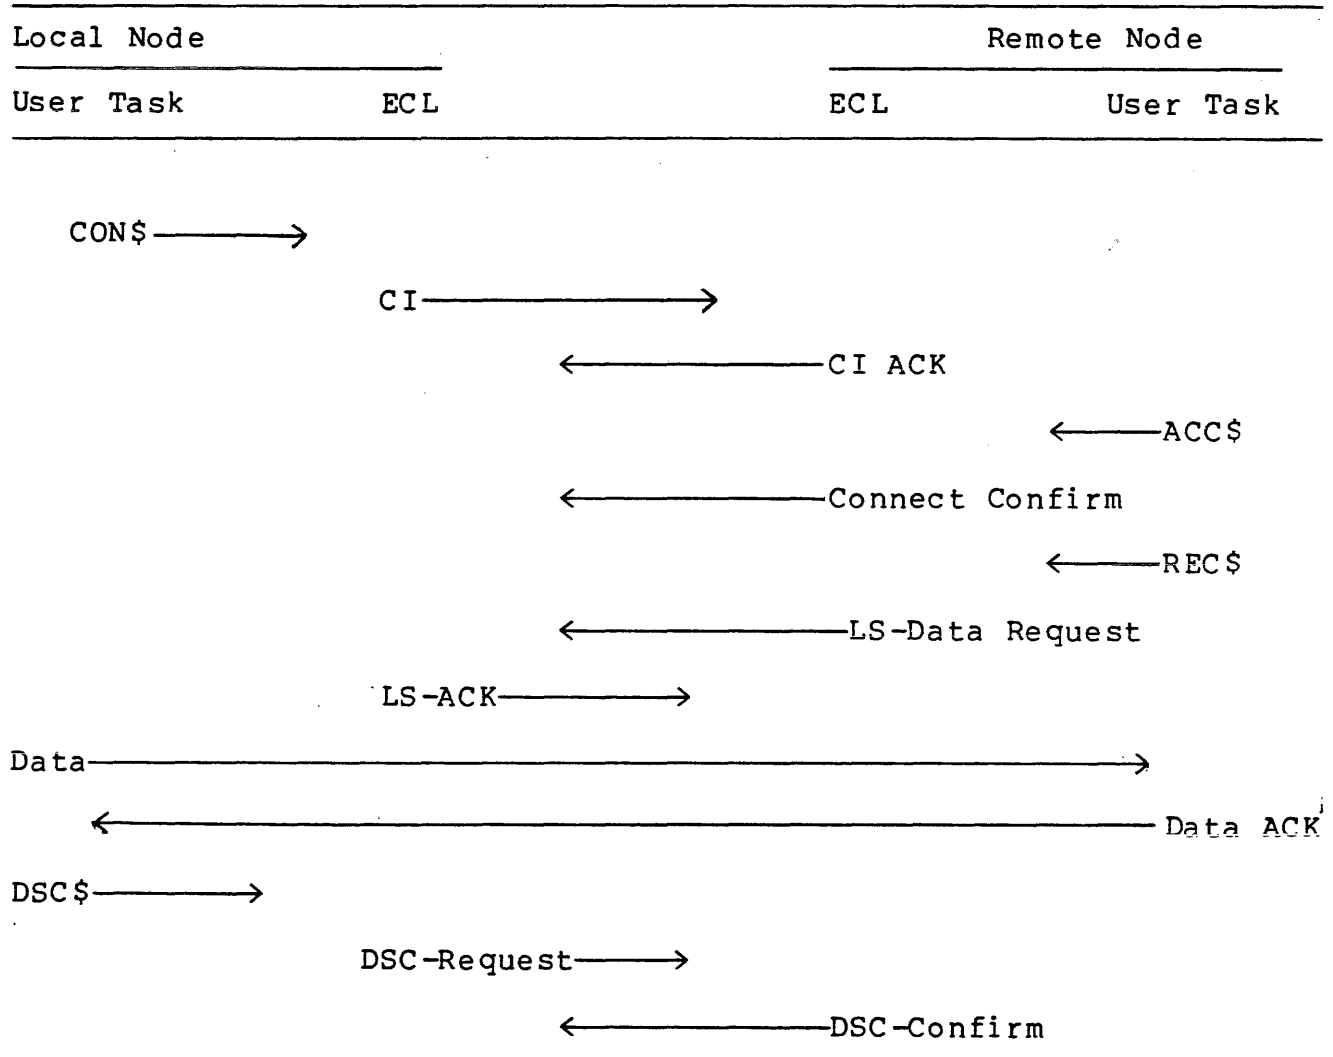 Local Node Remote Node
User Task ECL ECL User Task
CON$
CI
CI ACK
ACC$
Connect Confirm
REC$
LS-Data Request
LS-ACK
Data
Data ACK
DSC$
DSC-Request
DSC-Confirm